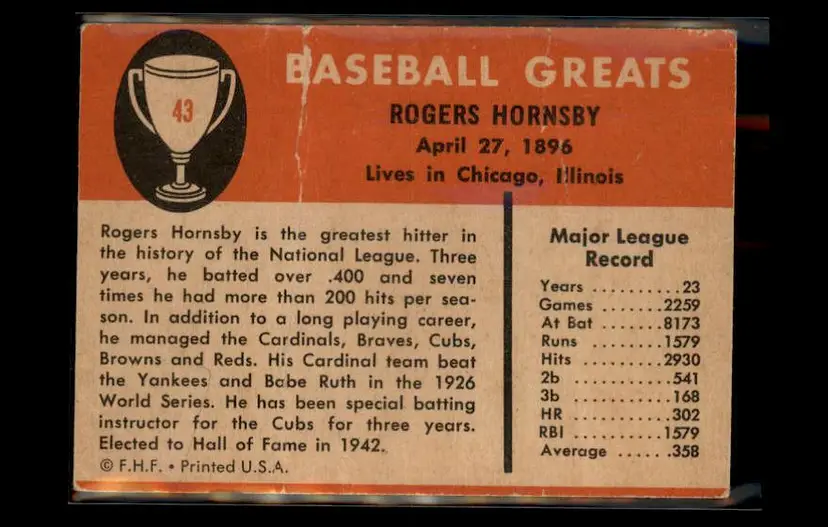 43
BASEBALL GREATS
ROGERS HORNSBY
April 27, 1896
Lives in Chicago, Illinois
Rogers Hornsby is the greatest hitter in
the history of the National League. Three
years, he batted over .400 and seven
times he had more than 200 hits per sea-
son. In addition to a long playing career,
he managed the Cardinals, Braves, Cubs,
Browns and Reds. His Cardinal team beat
the Yankees and Babe Ruth in the 1926
World Series. He has been special batting
instructor for the Cubs for three years.
Elected to Hall of Fame in 1942.
© F.H.F. • Printed U.S.A.
Major League
Record
Years ..........23
Games .......2259
At Bat .......8173
Runs ........1579
Hits .........2930
2b ..........541
3b ..........168
HR ..........302
RBI ..........1579
Average ......358